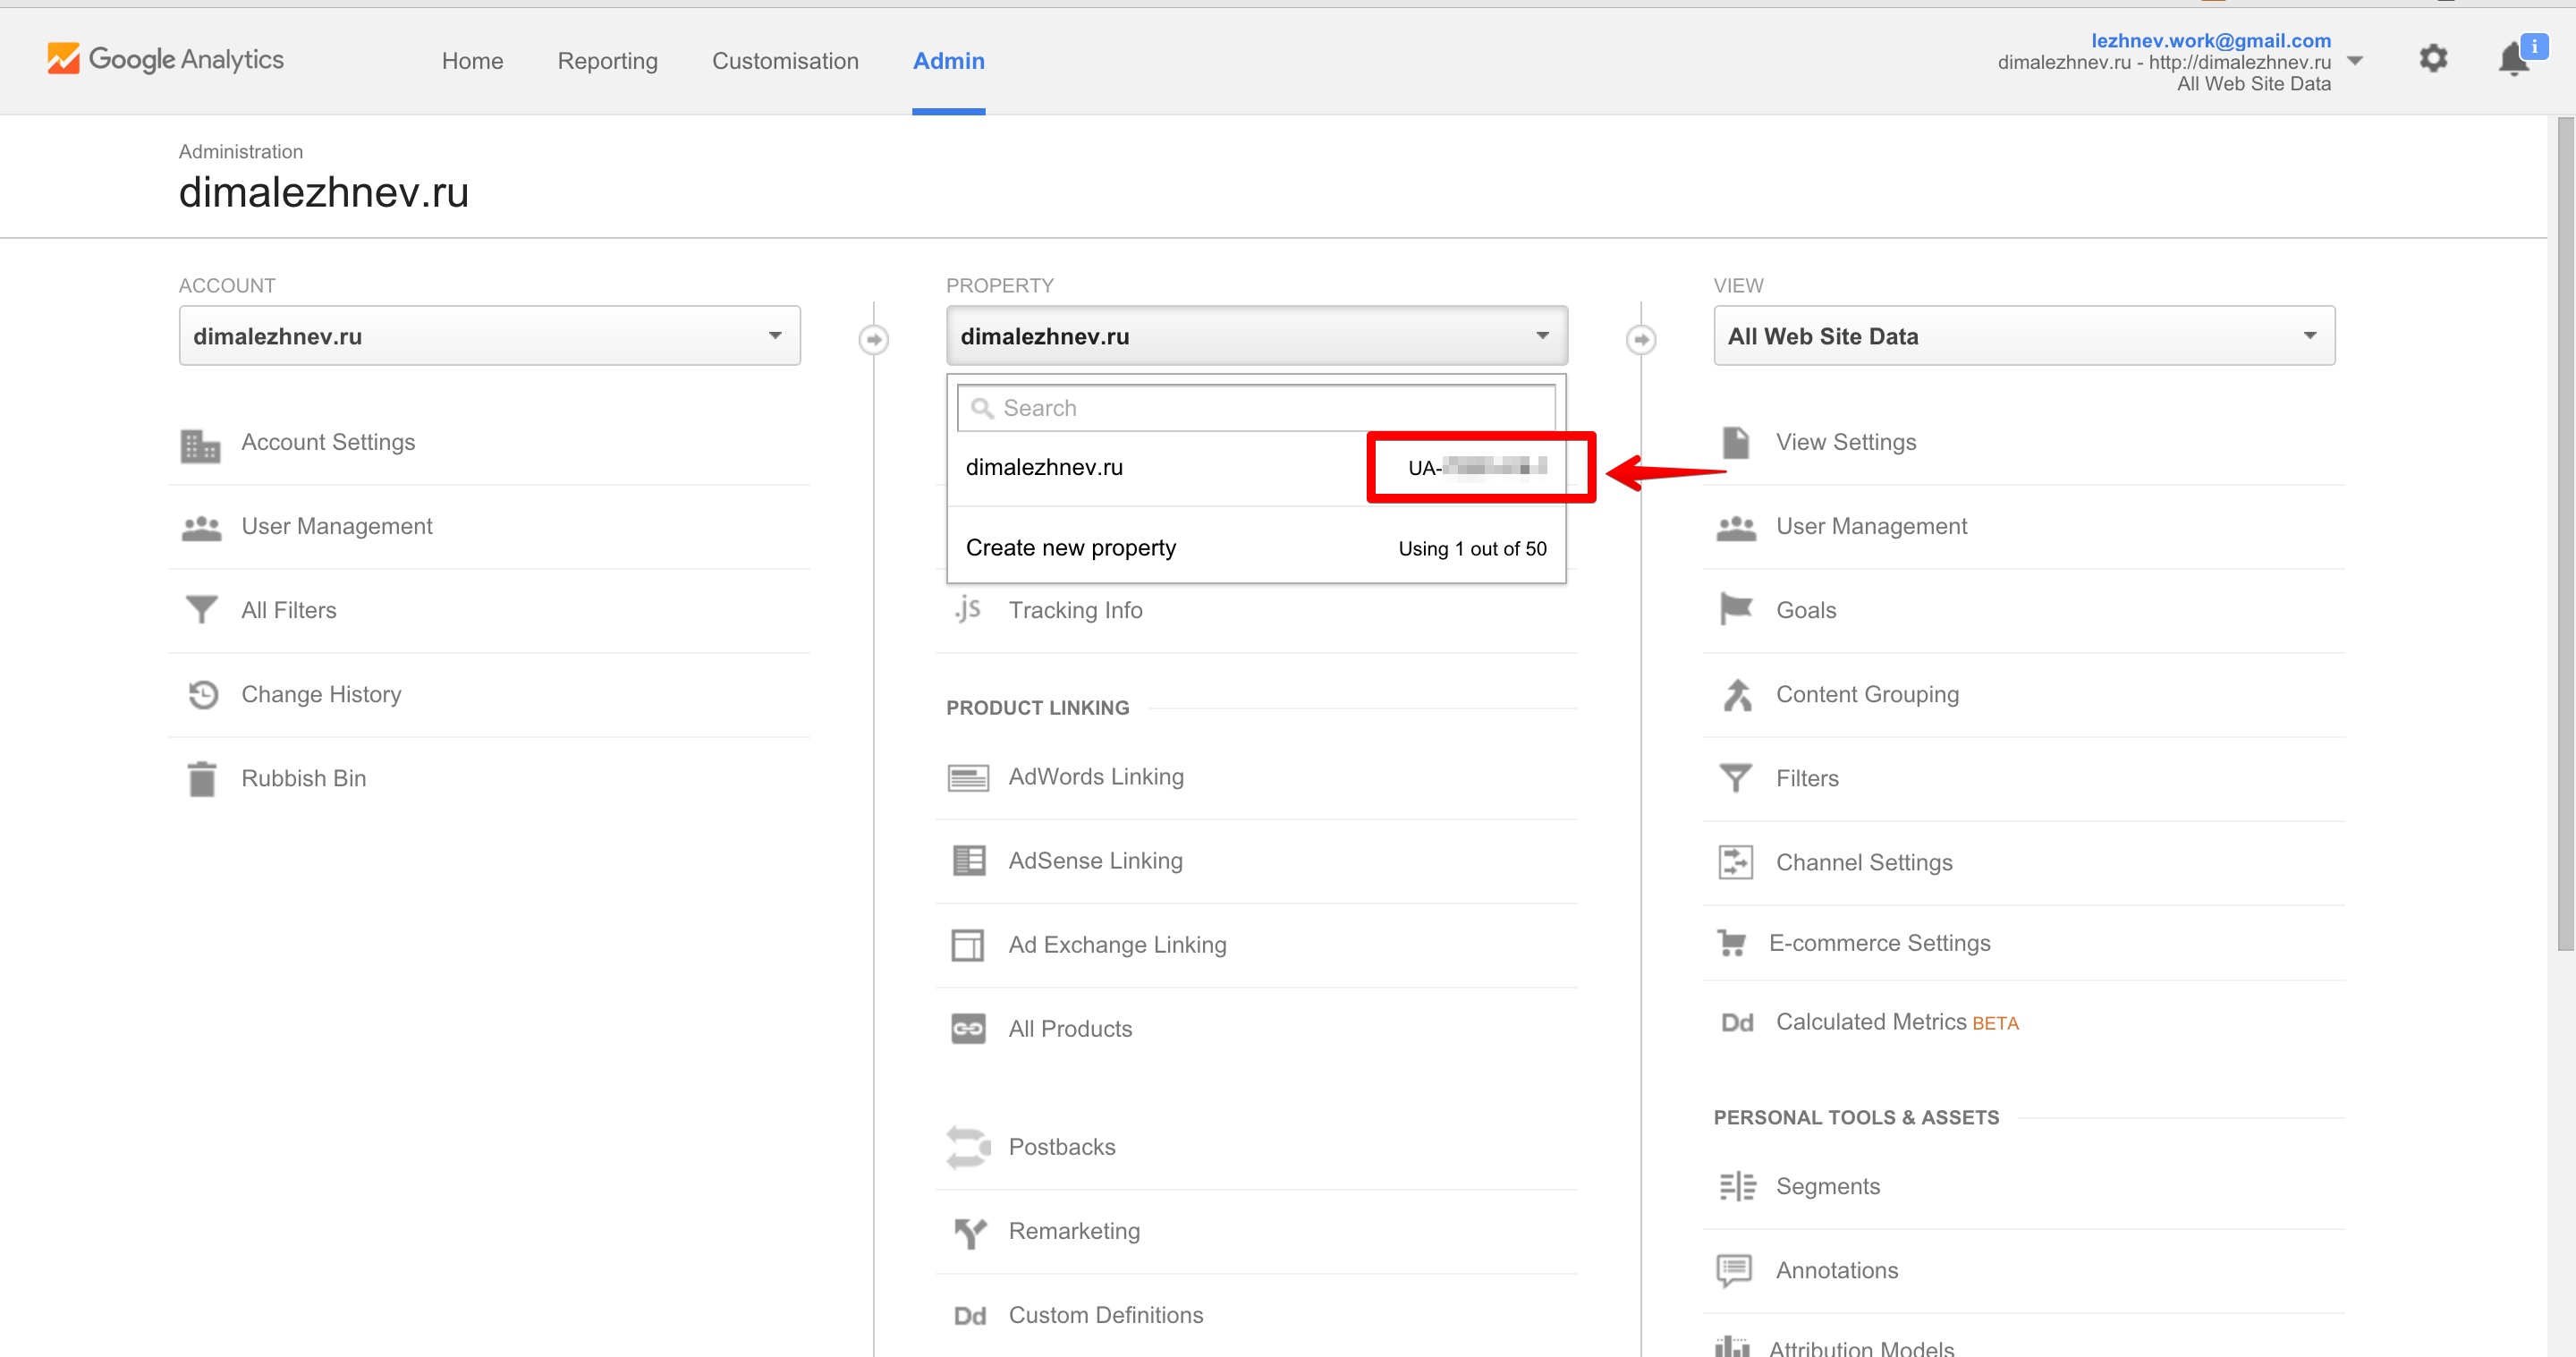 Google Analytics
Home
Reporting
Customisation
Admin
lezhnev.work@gmail.com
dimalezhnev.ru - http://dimalezhnev.ru
All Web Site Data
i
Administration
dimalezhnev.ru
ACCOUNT
dimalezhnev.ru
Account Settings
User Management
All Filters
Change History
Rubbish Bin
PROPERTY
dimalezhnev.ru
Search
dimalezhnev.ru UA-
Create new property Using 1 out of 50
.js Tracking Info
PRODUCT LINKING
AdWords Linking
AdSense Linking
Ad Exchange Linking
All Products
Postbacks
Remarketing
Dd Custom Definitions
VIEW
All Web Site Data
View Settings
User Management
Goals
Content Grouping
Filters
Channel Settings
E-commerce Settings
Dd Calculated Metrics BETA
PERSONAL TOOLS & ASSETS
Segments
Annotations
Attribution Models